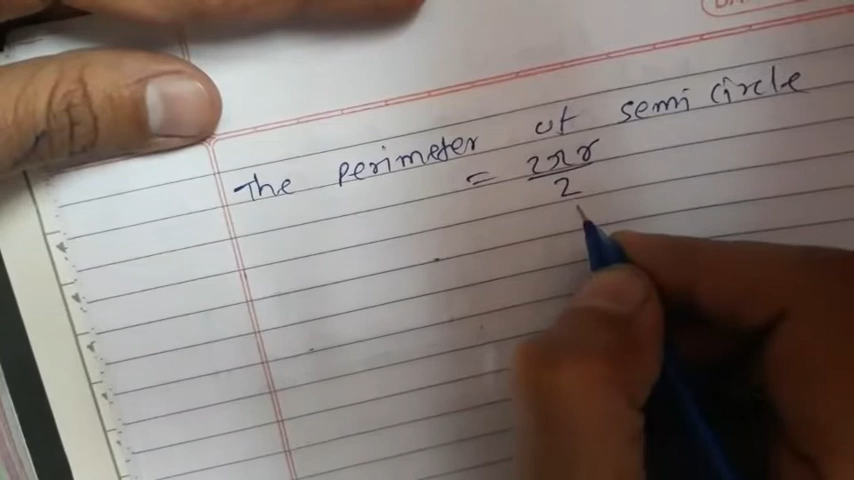 The perimeter of semi circle
= 2πr/2